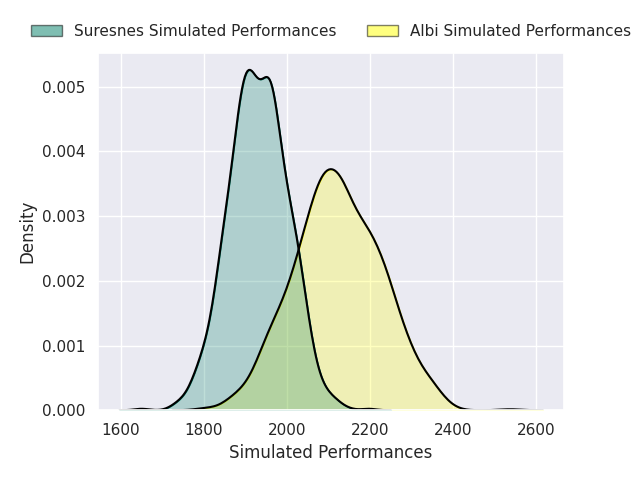 Suresnes Simulated Performances Albi Simulated Performances
0.005
0.004
0.003
0.002
0.001
0.000
Density
1600 1800 2000 2200 2400 2600
Simulated Performances